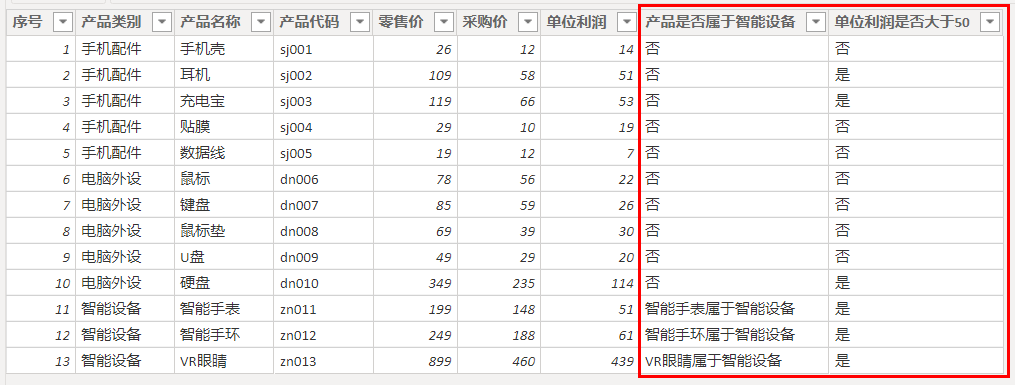 序号 产品类别 产品名称 产品代码 零售价 采购价 单位利润 产品是否属于智能设备 单位利润是否大于50
1 手机配件 手机壳 sj001 26 12 14 否 否
2 手机配件 耳机 sj002 109 58 51 否 是
3 手机配件 充电宝 sj003 119 66 53 否 是
4 手机配件 贴膜 sj004 29 10 19 否 否
5 手机配件 数据线 sj005 19 12 7 否 否
6 电脑外设 鼠标 dn006 78 56 22 否 否
7 电脑外设 键盘 dn007 85 59 26 否 否
8 电脑外设 鼠标垫 dn008 69 39 30 否 否
9 电脑外设 U盘 dn009 49 29 20 否 否
10 电脑外设 硬盘 dn010 349 235 114 否 是
11 智能设备 智能手表 zn011 199 148 51 智能手表属于智能设备 是
12 智能设备 智能手环 zn012 249 188 61 智能手环属于智能设备 是
13 智能设备 VR眼睛 zn013 899 460 439 VR眼睛属于智能设备 是